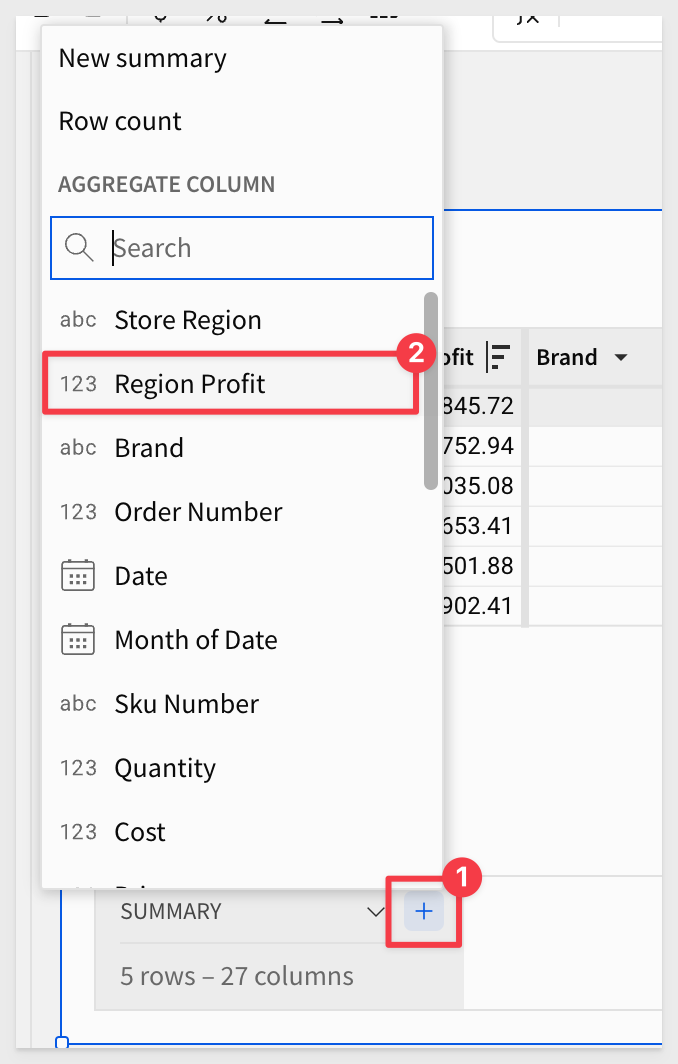 New summary
Row count
AGGREGATE COLUMN
Search
abc Store Region
123 Region Profit
2
abc Brand
123 Order Number
Date
Month of Date
abc Sku Number
123 Quantity
123 Cost
ofit Brand
845.72
752.94
035.08
653.41
501.88
902.41
1
SUMMARY +
5 rows – 27 columns